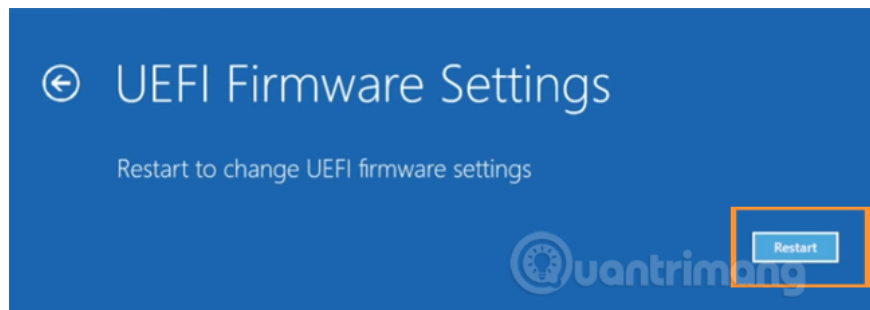 UEFI Firmware Settings
Restart to change UEFI firmware settings
Restart
Quantrimang